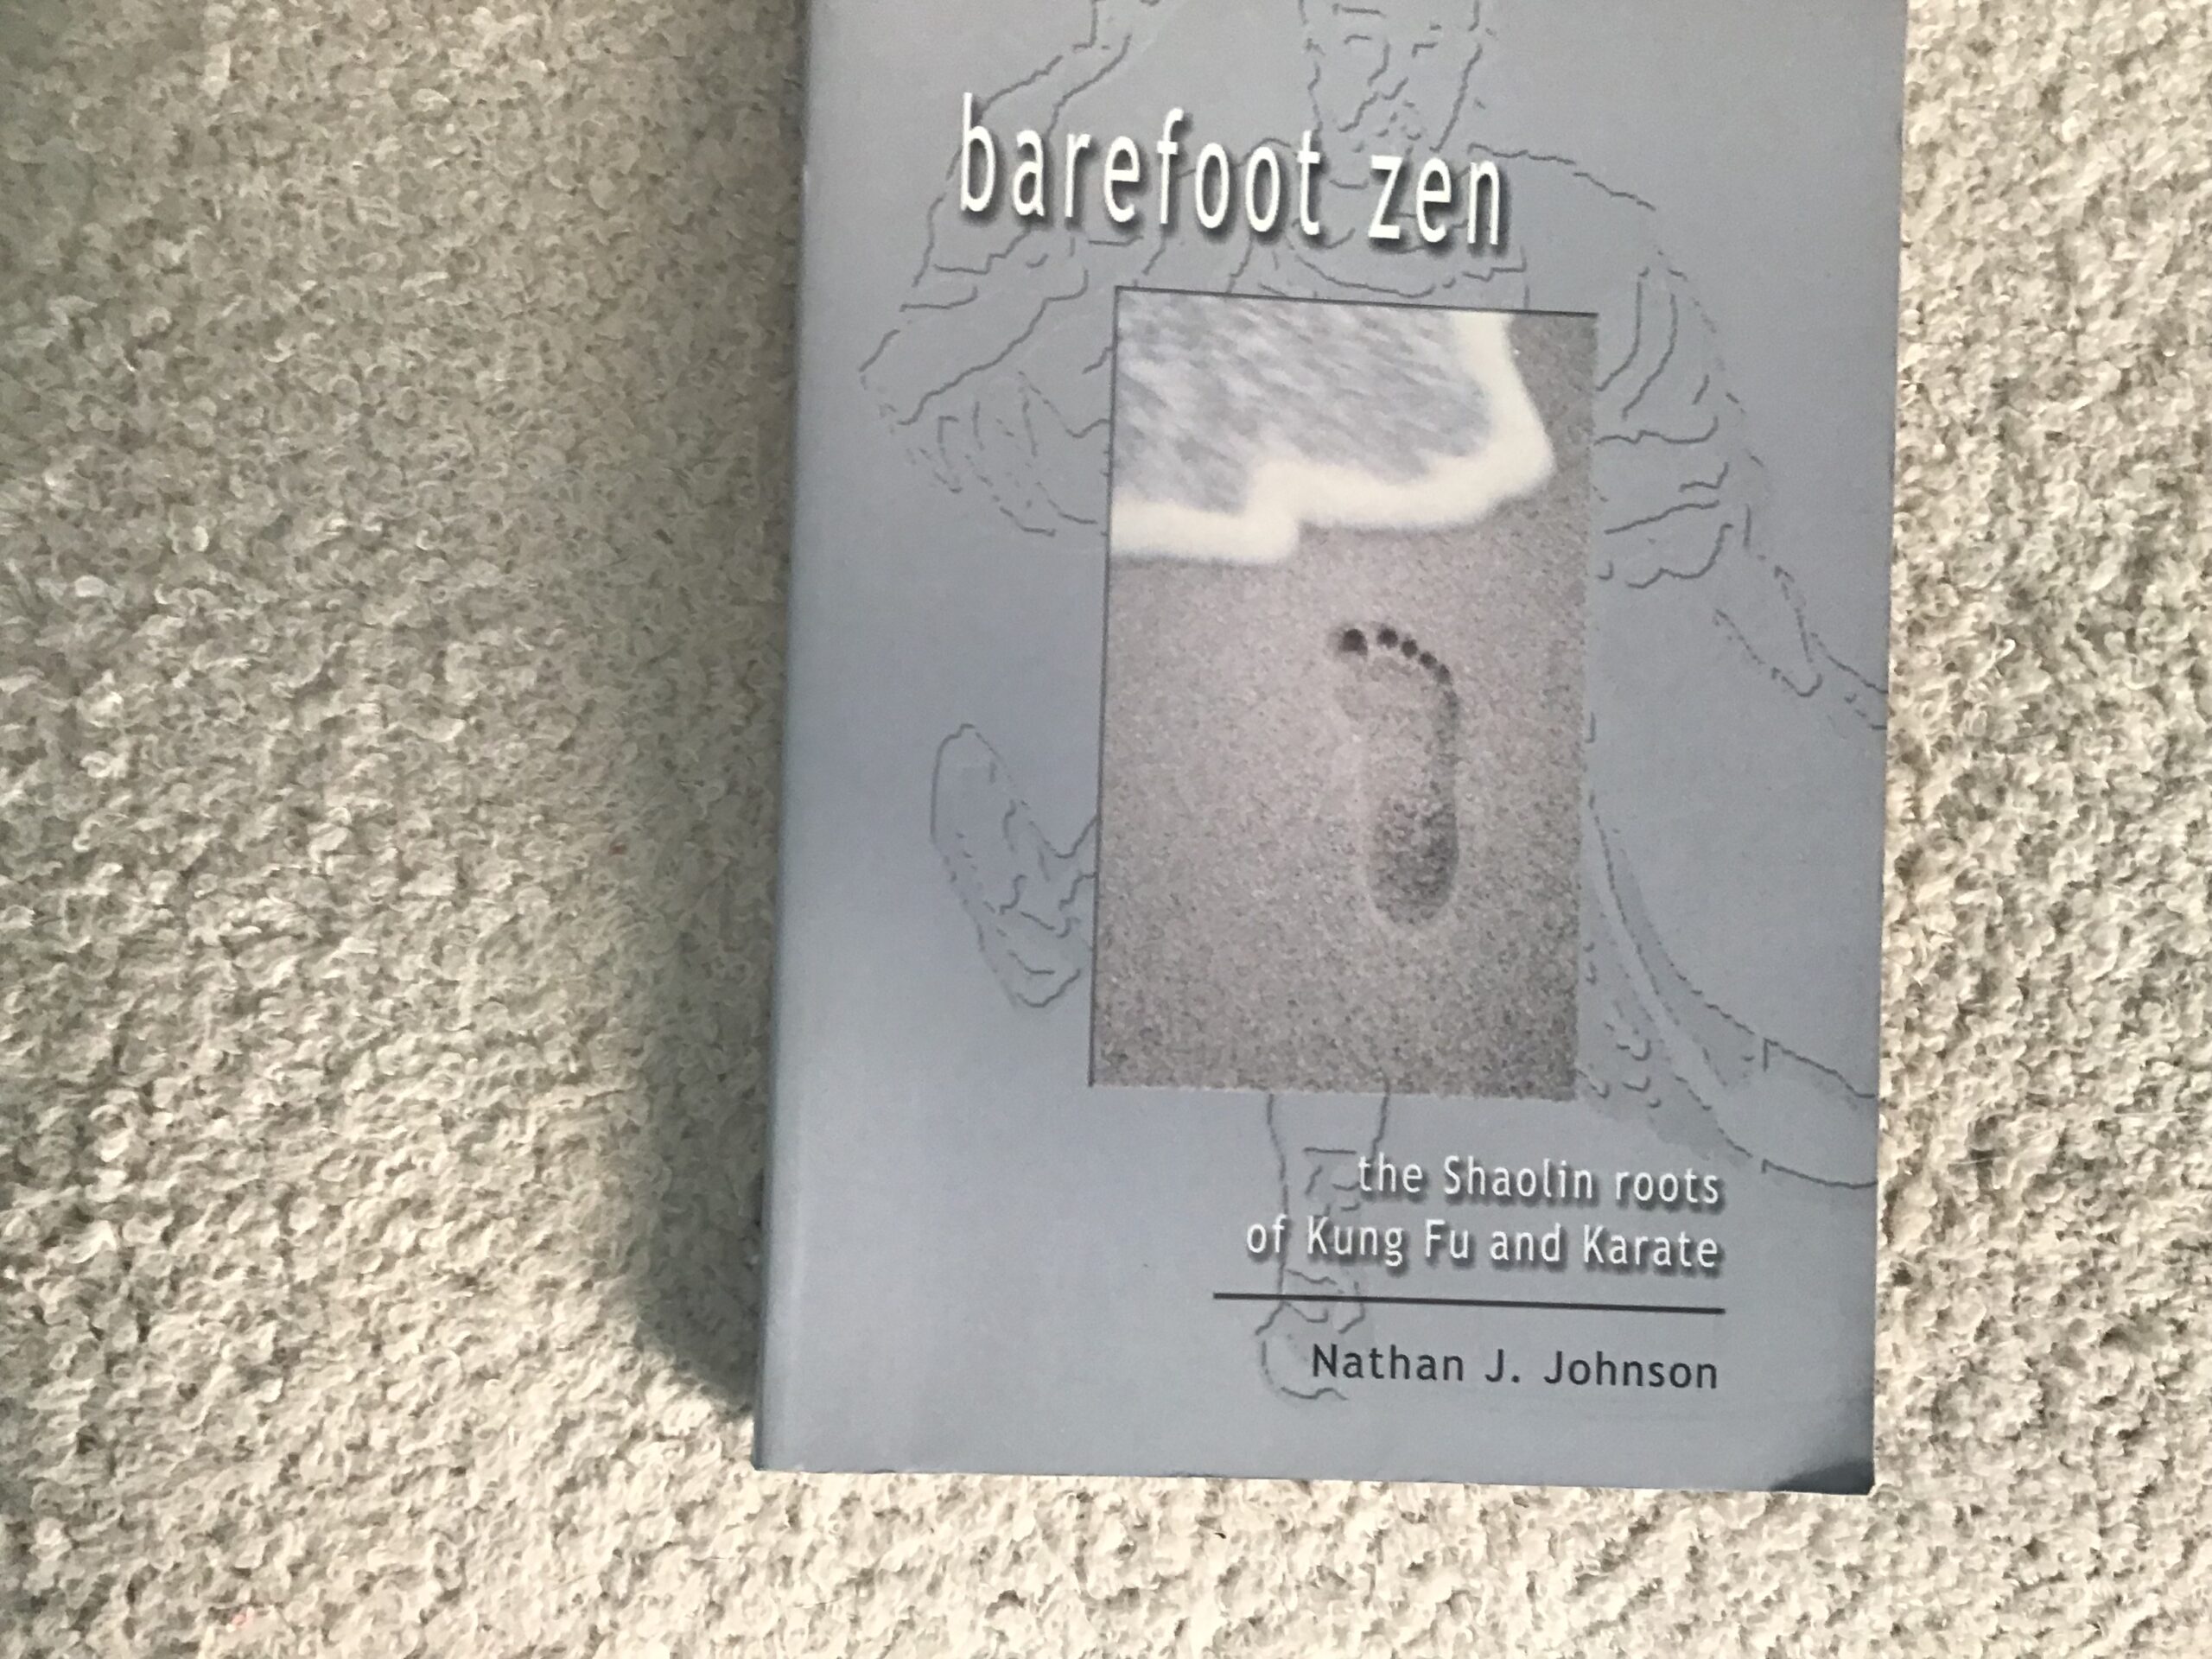 barefoot zen
the Shaolin roots
of Kung Fu and Karate
Nathan J. Johnson